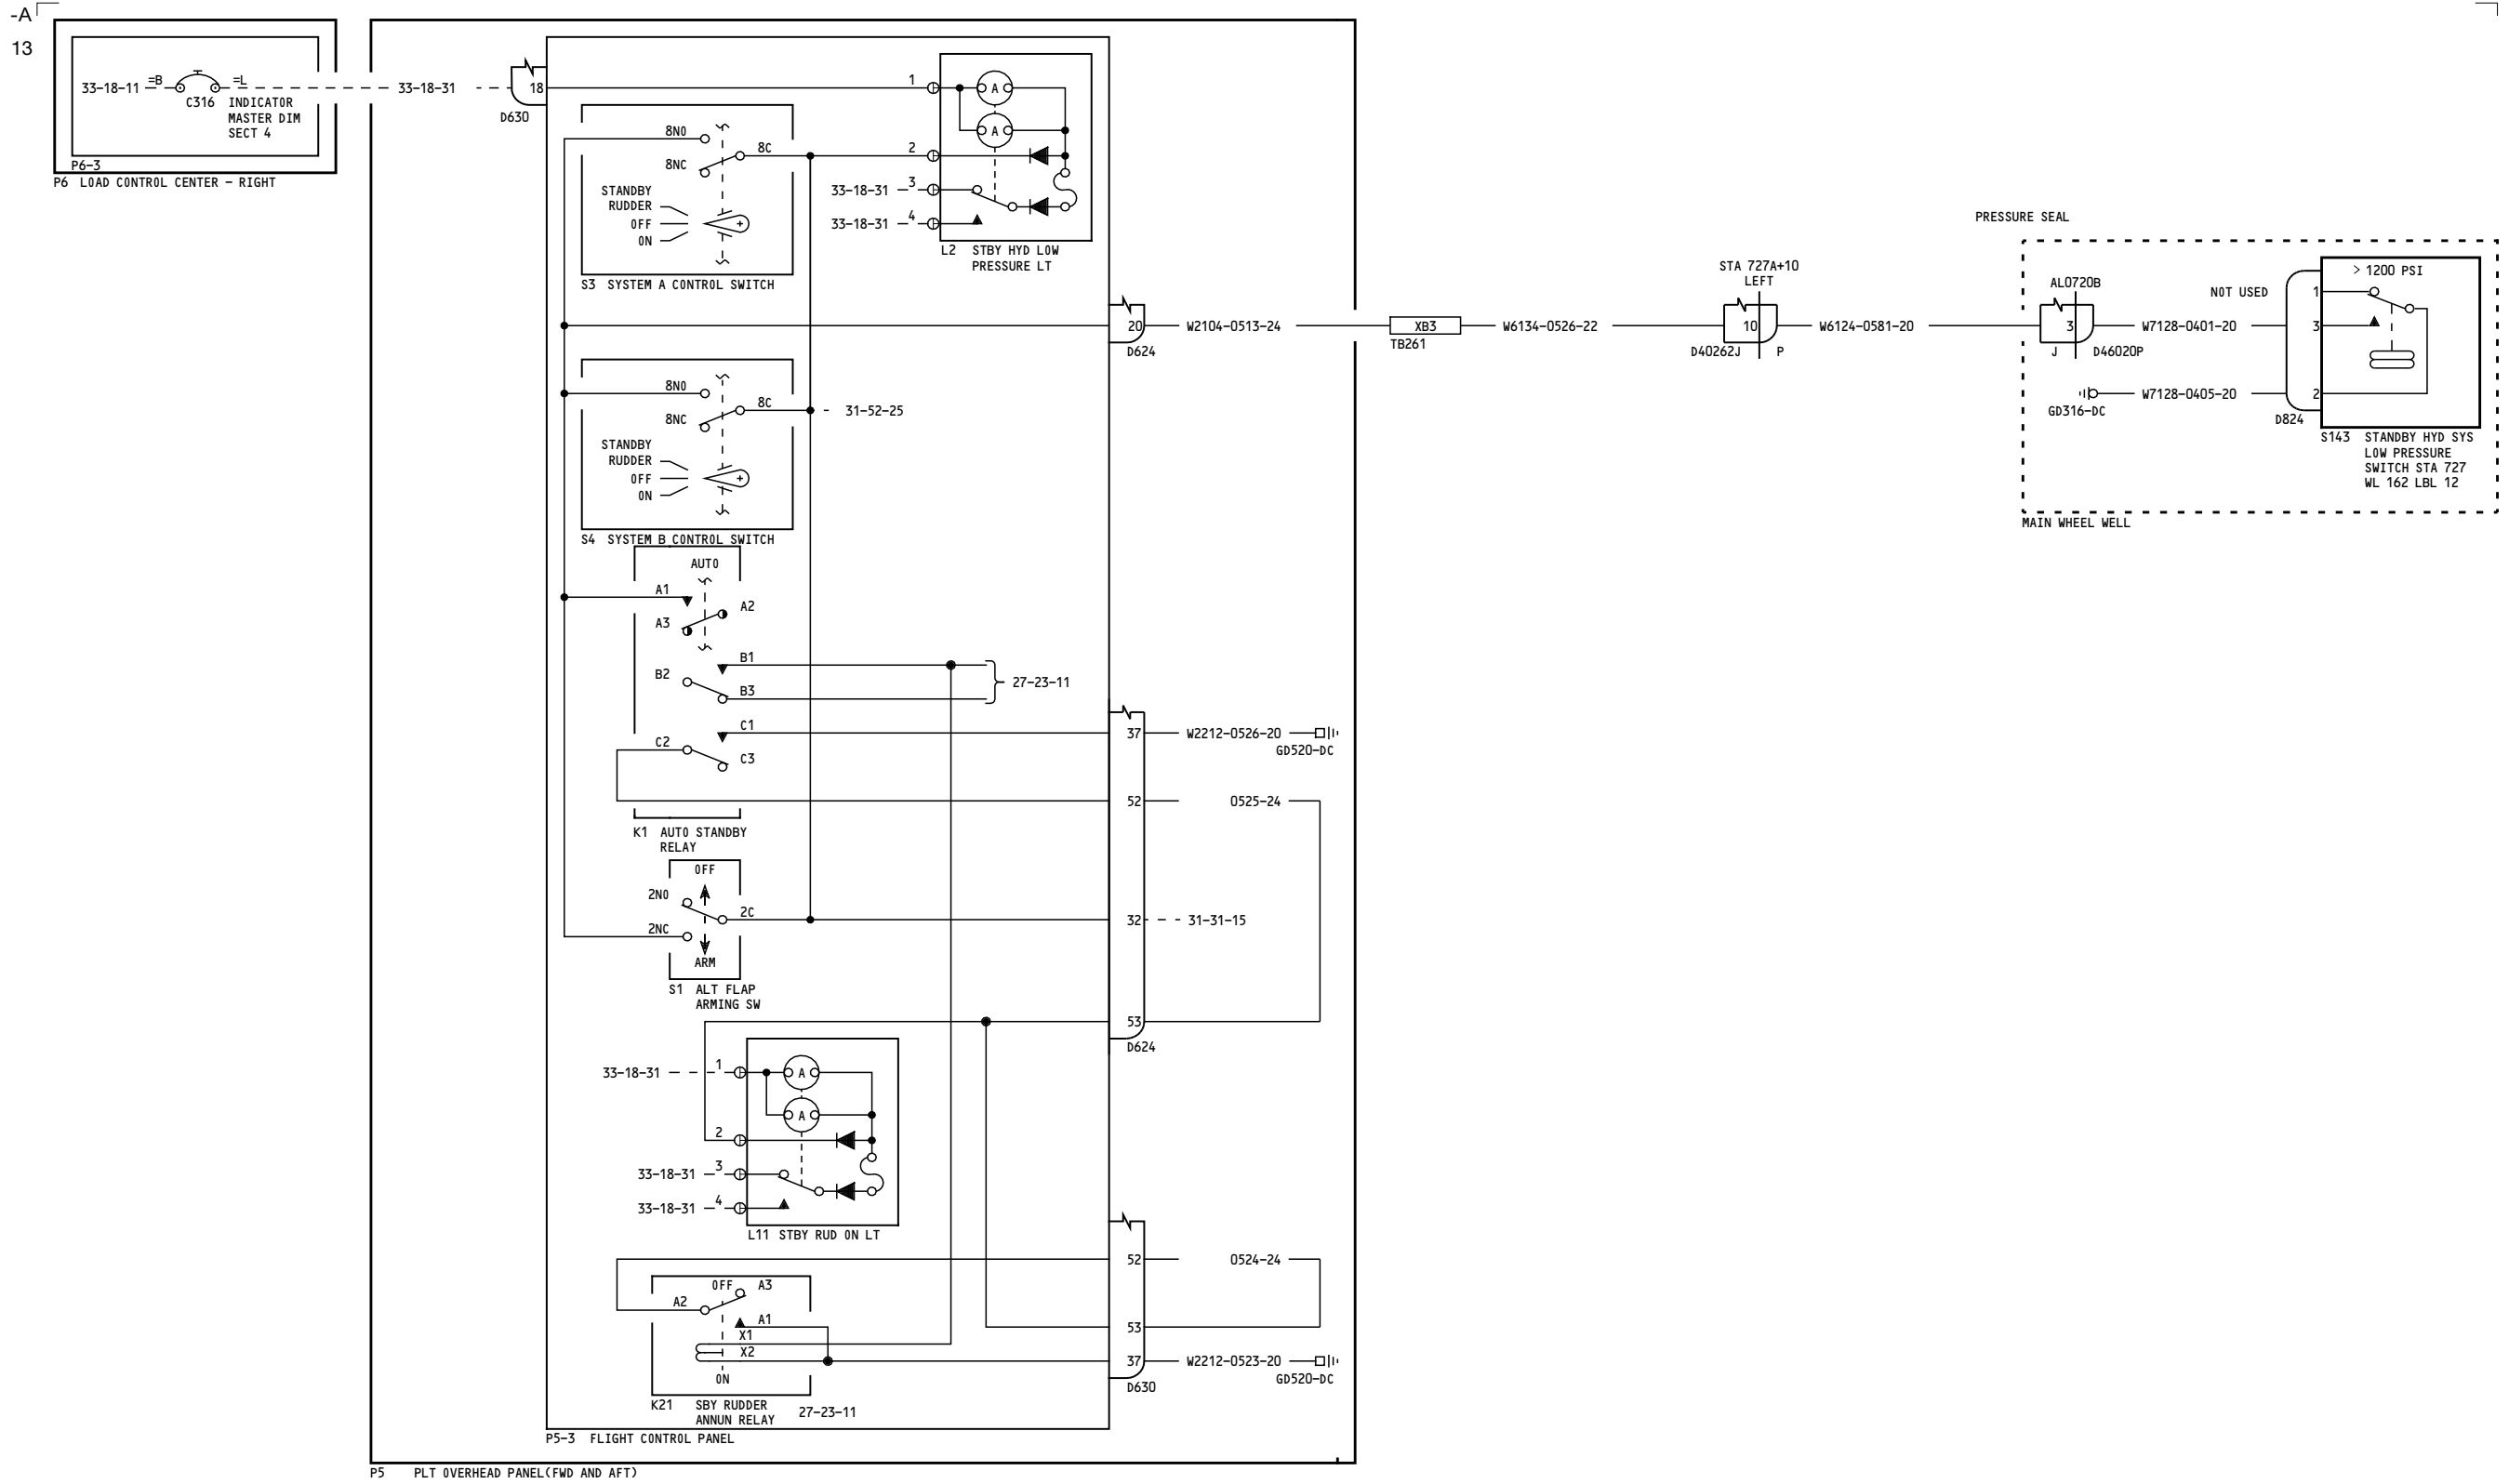 -A
13
33-18-11
=B
=L
C316
INDICATOR
MASTER DIM
SECT 4
P6-3
P6 LOAD CONTROL CENTER - RIGHT
33-18-31
18
D630
8NO
8NC
8C
STANDBY
RUDDER
OFF
ON
S3 SYSTEM A CONTROL SWITCH
1
2
33-18-31
3
33-18-31
4
A
A
L2 STBY HYD LOW
PRESSURE LT
20
D624
W2104-0513-24
XB3
TB261
W6134-0526-22
STA 727A+10
LEFT
10
D40262J P
W6124-0581-20
PRESSURE SEAL
AL0720B
3
J D46020P
W7128-0401-20
NOT USED
1
3
2
D824
GD316-DC
W7128-0405-20
> 1200 PSI
S143 STANDBY HYD SYS
LOW PRESSURE
SWITCH STA 727
WL 162 LBL 12
MAIN WHEEL WELL
8NO
8NC
8C
31-52-25
STANDBY
RUDDER
OFF
ON
S4 SYSTEM B CONTROL SWITCH
AUTO
A1
A2
A3
B1
B2
B3
27-23-11
C1
C2
C3
K1 AUTO STANDBY
RELAY
37
W2212-0526-20
GD520-DC
52
0525-24
OFF
2NO
2C
2NC
ARM
S1 ALT FLAP
ARMING SW
32
31-31-15
53
D624
33-18-31
1
2
33-18-31
3
33-18-31
4
A
A
L11 STBY RUD ON LT
52
0524-24
OFF
A3
A2
A1
X1
X2
ON
53
37
W2212-0523-20
GD520-DC
D630
K21 SBY RUDDER
ANNUN RELAY
27-23-11
P5-3 FLIGHT CONTROL PANEL
P5 PLT OVERHEAD PANEL(FWD AND AFT)